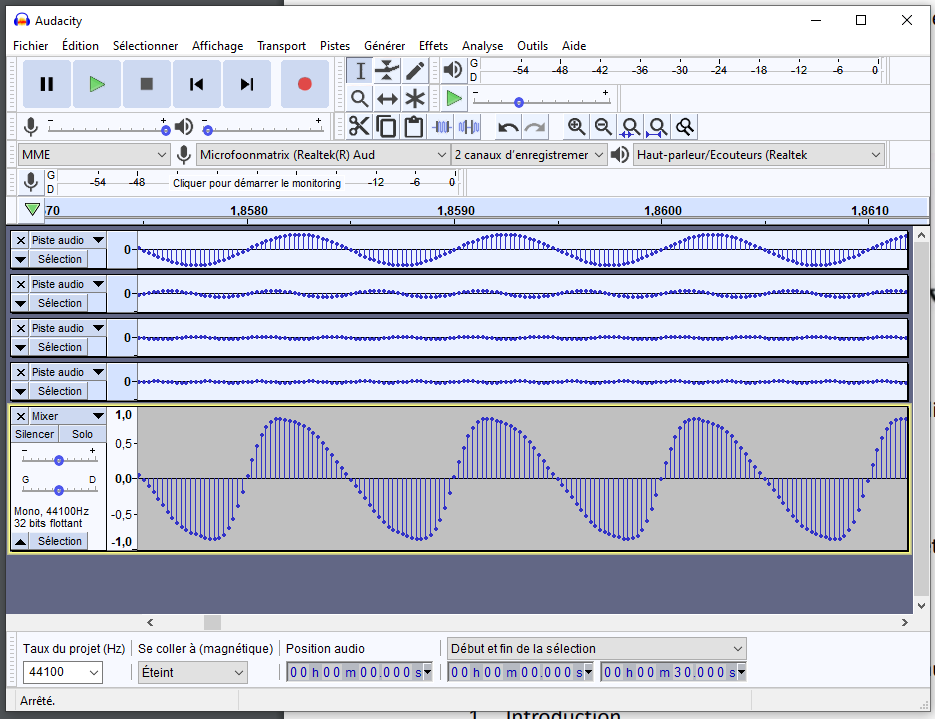 Audacity
Fichier Édition Sélectionner Affichage Transport Pistes Générer Effets Analyse Outils Aide
G
D
-54 -48 -42 -36 -30 -24 -18 -12 -6 0
- +
- + - +
MME Microfoonmatrix (Realtek(R) Aud 2 canaux d'enregistremer Haut-parleur/Ecouteurs (Realtek
G
D
-54 -48 Cliquer pour démarrer le monitoring -12 -6 0
1,8580 1,8590 1,8600 1,8610
Piste audio
Sélection
0
Piste audio
Sélection
0
Piste audio
Sélection
0
Piste audio
Sélection
0
Mixer
Silencer Solo
- +
G D
Mono, 44100Hz
32 bits flottant
Sélection
1,0
0,5
0,0
-0,5
-1,0
Taux du projet (Hz) Se coller à (magnétique) Position audio Début et fin de la sélection
44100 Éteint 00 h 00 m 00.000 s 00 h 00 m 00.000 s 00 h 00 m 30.000 s
Arrêté.
1 Introduction